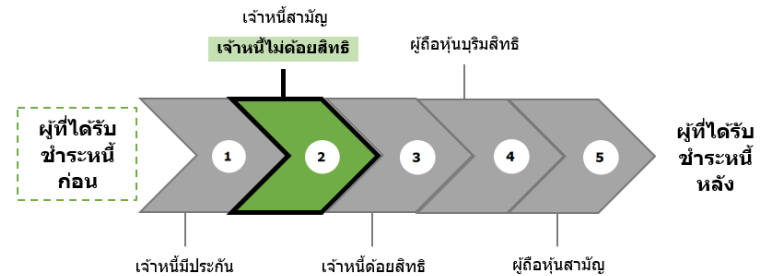 เจ้าหนี้สามัญ
เจ้าหนี้ไม่ด้อยสิทธิ
ผู้ถือหุ้นบุริมสิทธิ
ผู้ที่ได้รับ
ชำระหนี้
ก่อน
1
2
3
4
5
ผู้ที่ได้รับ
ชำระหนี้
หลัง
เจ้าหนี้มีประกัน
เจ้าหนี้ด้อยสิทธิ
ผู้ถือหุ้นสามัญ